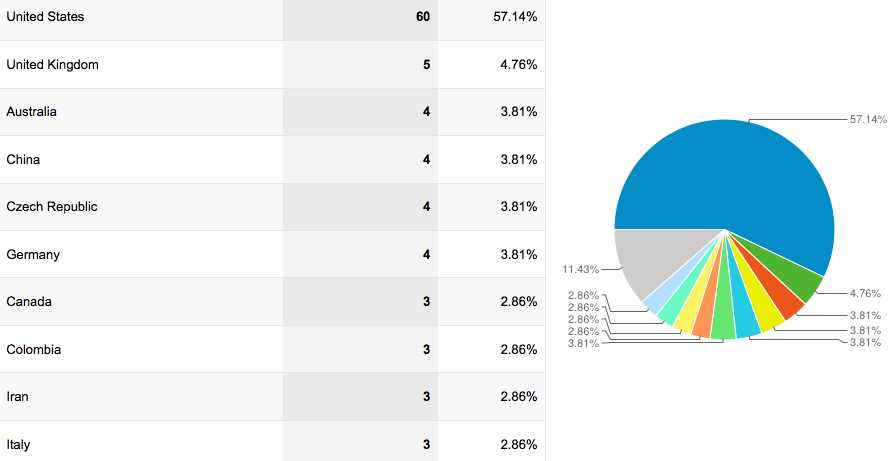 United States 60 57.14%
United Kingdom 5 4.76%
Australia 4 3.81%
China 4 3.81%
Czech Republic 4 3.81%
Germany 4 3.81%
Canada 3 2.86%
Colombia 3 2.86%
Iran 3 2.86%
Italy 3 2.86%
57.14%
11.43%
4.76%
2.86%
2.86%
3.81%
2.86%
3.81%
2.86%
3.81%
3.81%